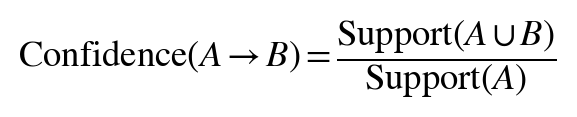 Confidence(A → B) = Support(A ∪ B) / Support(A)